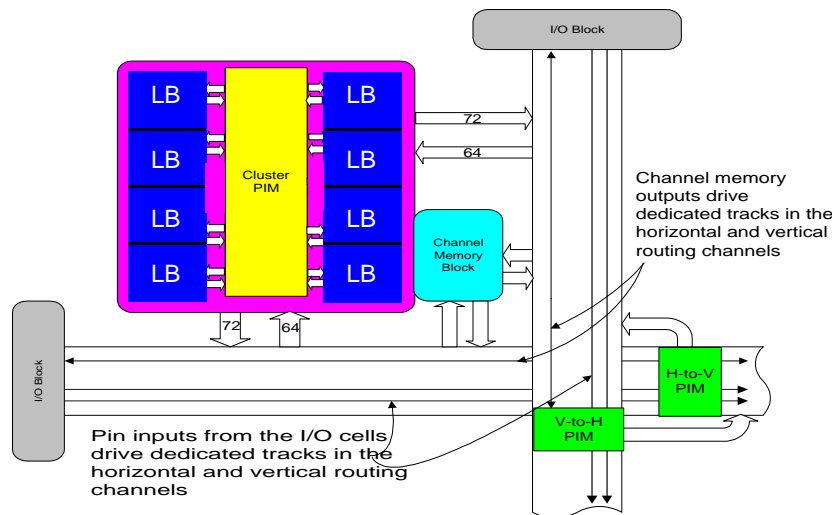 I/O Block
LB
LB
LB
LB
LB
LB
LB
LB
Cluster
PIM
72
64
Channel
Memory
Block
Channel memory
outputs drive
dedicated tracks in the
horizontal and vertical
routing channels
72
64
I/O Block
H-to-V
PIM
V-to-H
PIM
Pin inputs from the I/O cells
drive dedicated tracks in the
horizontal and vertical routing
channels